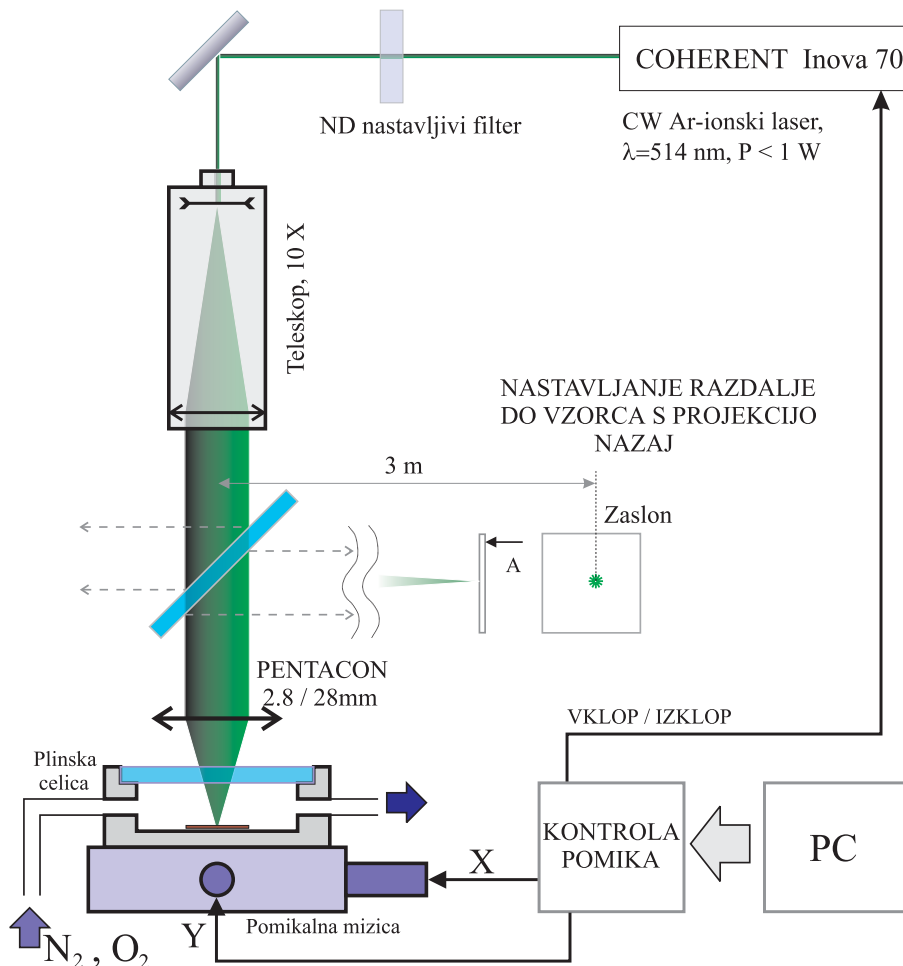 COHERENT Inova 70
ND nastavljivi filter
CW Ar-ionski laser,
λ=514 nm, P < 1 W
Teleskop, 10 X
NASTAVLJANJE RAZDALJE
DO VZORCA S PROJEKCIJO
NAZAJ
3 m
Zaslon
A
PENTACON
2.8 / 28mm
VKLOP / IZKLOP
Plinska
celica
KONTROLA
POMIKA
PC
X
Y
Pomikalna mizica
N₂ , O₂